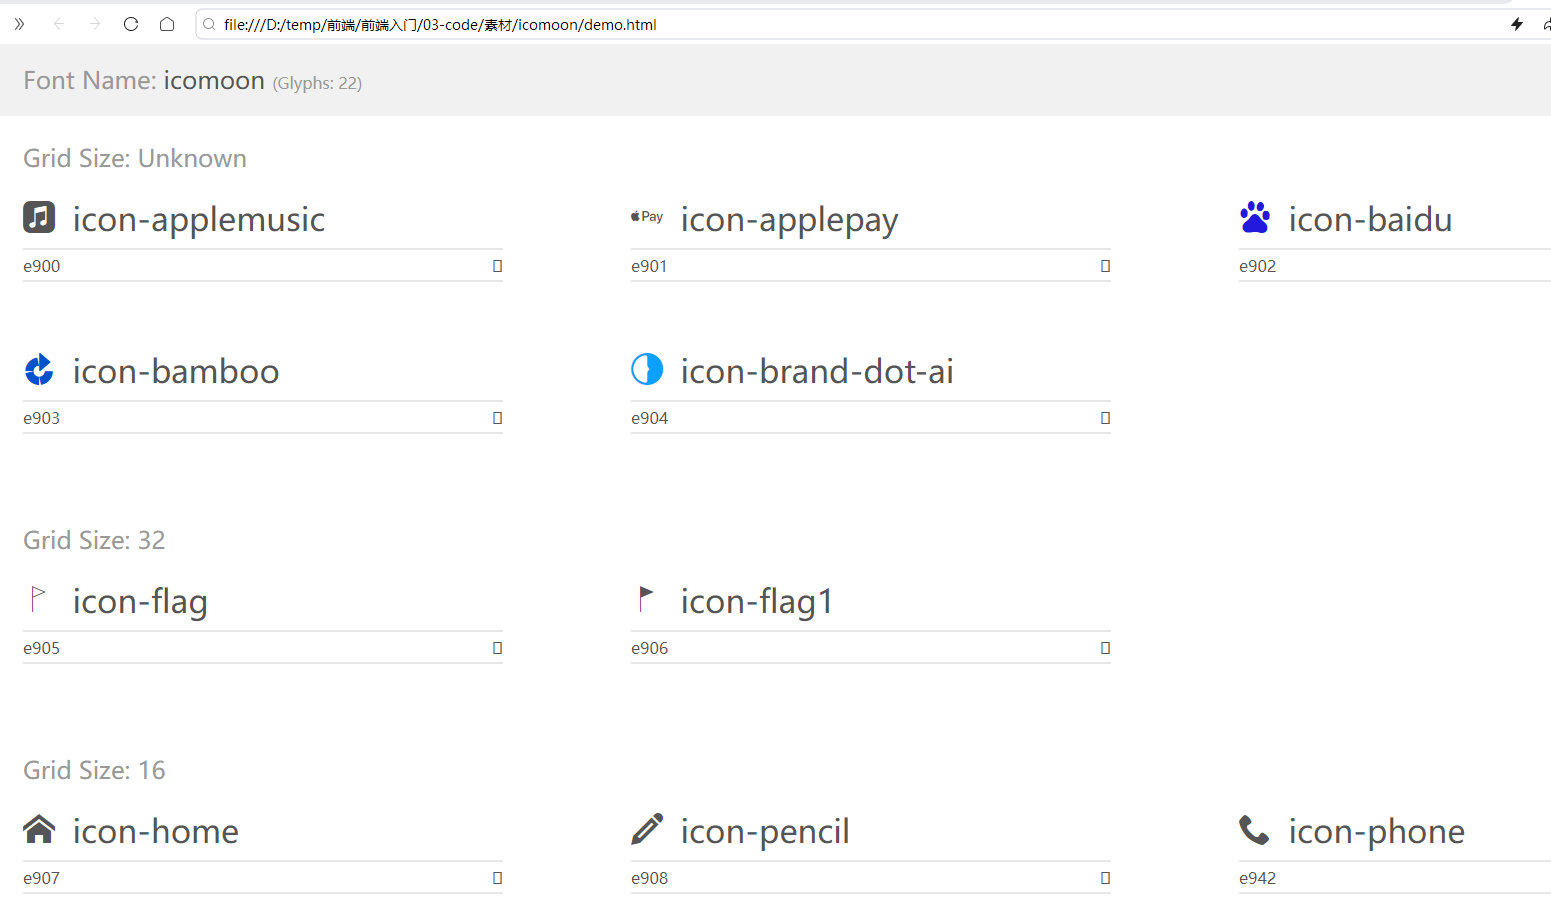 file:///D:/temp/前端/前端入门/03-code/素材/icomoon/demo.html
Font Name: icomoon (Glyphs: 22)
Grid Size: Unknown
icon-applemusic
Pay
icon-applepay
icon-baidu
e900
e901
e902
icon-bamboo
icon-brand-dot-ai
e903
e904
Grid Size: 32
icon-flag
icon-flag1
e905
e906
Grid Size: 16
icon-home
icon-pencil
icon-phone
e907
e908
e942